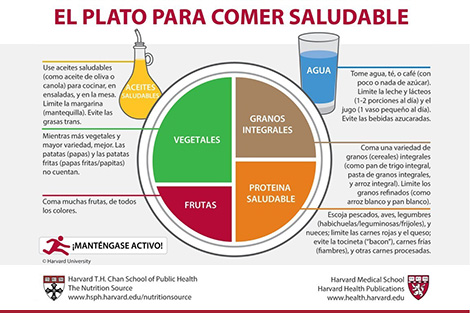 EL PLATO PARA COMER SALUDABLE
Use aceites saludables
(como aceite de oliva o
canola) para cocinar, en
ensaladas, y en la mesa.
Limite la margarina
(mantequilla). Evite las
grasas trans.
ACEITES
SALUDABLES
AGUA
Tome agua, té, o café (con
poco o nada de azúcar).
Limite la leche y lácteos
(1-2 porciones al día) y el
jugo (1 vaso pequeño al día).
Evite las bebidas azucaradas.
Mientras más vegetales y
mayor variedad, mejor. Las
patatas (papas) y las patatas
fritas (papas fritas/papitas)
no cuentan.
VEGETALES
GRANOS
INTEGRALES
Coma una variedad de
granos (cereales) integrales
(como pan de trigo integral,
pasta de granos integrales,
y arroz integral). Limite los
granos refinados (como
arroz blanco y pan blanco).
Coma muchas frutas, de todos
los colores.
FRUTAS
PROTEINA
SALUDABLE
Escoja pescados, aves, legumbres
(habichuelas/leguminosas/frijoles), y
nueces; limite las carnes rojas y el queso;
evite la tocineta ("bacon"), carnes frías
(fiambres), y otras carnes procesadas.
¡MANTÉNGASE ACTIVO!
© Harvard University
Harvard T.H. Chan School of Public Health
The Nutrition Source
www.hsph.harvard.edu/nutritionsource
Harvard Medical School
Harvard Health Publications
www.health.harvard.edu